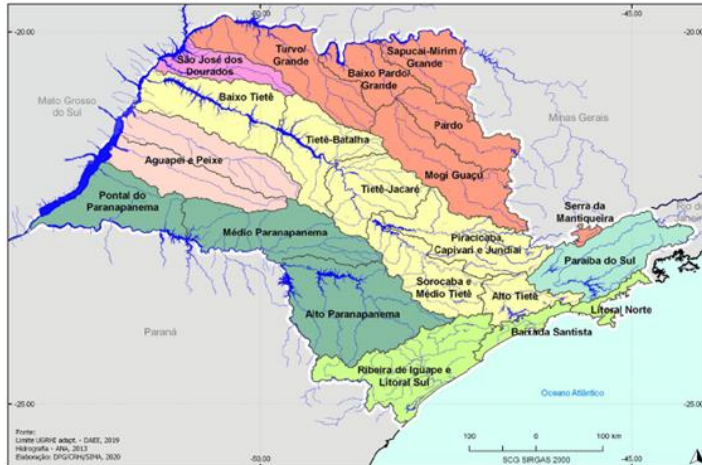 -50.00
-45.00
-20.00
-20.00
Turvo/
Grande
Sapucaí-Mirim /
Grande
São José dos
Dourados
Baixo Pardo/
Grande
Mato Grosso
do Sul
Baixo Tietê
Minas Gerais
Pardo
Tietê-Batalha
Aguapeí e Peixe
Mogi Guaçú
Tietê-Jacaré
Pontal do
Paranapanema
Serra da
Mantiqueira
Rio de
Janeiro
Médio Paranapanema
Piracicaba,
Capivari e Jundiaí
Paraíba do Sul
Sorocaba e
Médio Tietê
Alto Tietê
Litoral Norte
Alto Paranapanema
Baixada Santista
Paraná
Ribeira de Iguape e
Litoral Sul
Oceano Atlântico
-25.00
-25.00
Fonte:
Limite UGRHI adapt. - DAEE, 2019
Hidrografia - ANA, 2013
Elaboração: DPG/CRHi/SIMA, 2020
100 0 100 km
SCG SIRGAS 2000
-50.00
-45.00